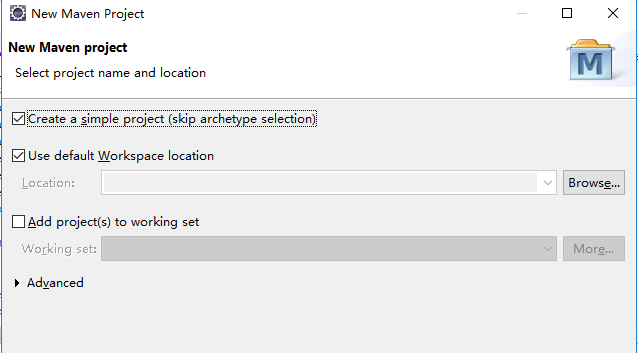 New Maven Project
New Maven project
Select project name and location
M
Create a simple project (skip archetype selection)
Use default Workspace location
Location:
Browse...
Add project(s) to working set
Working set:
More...
Advanced